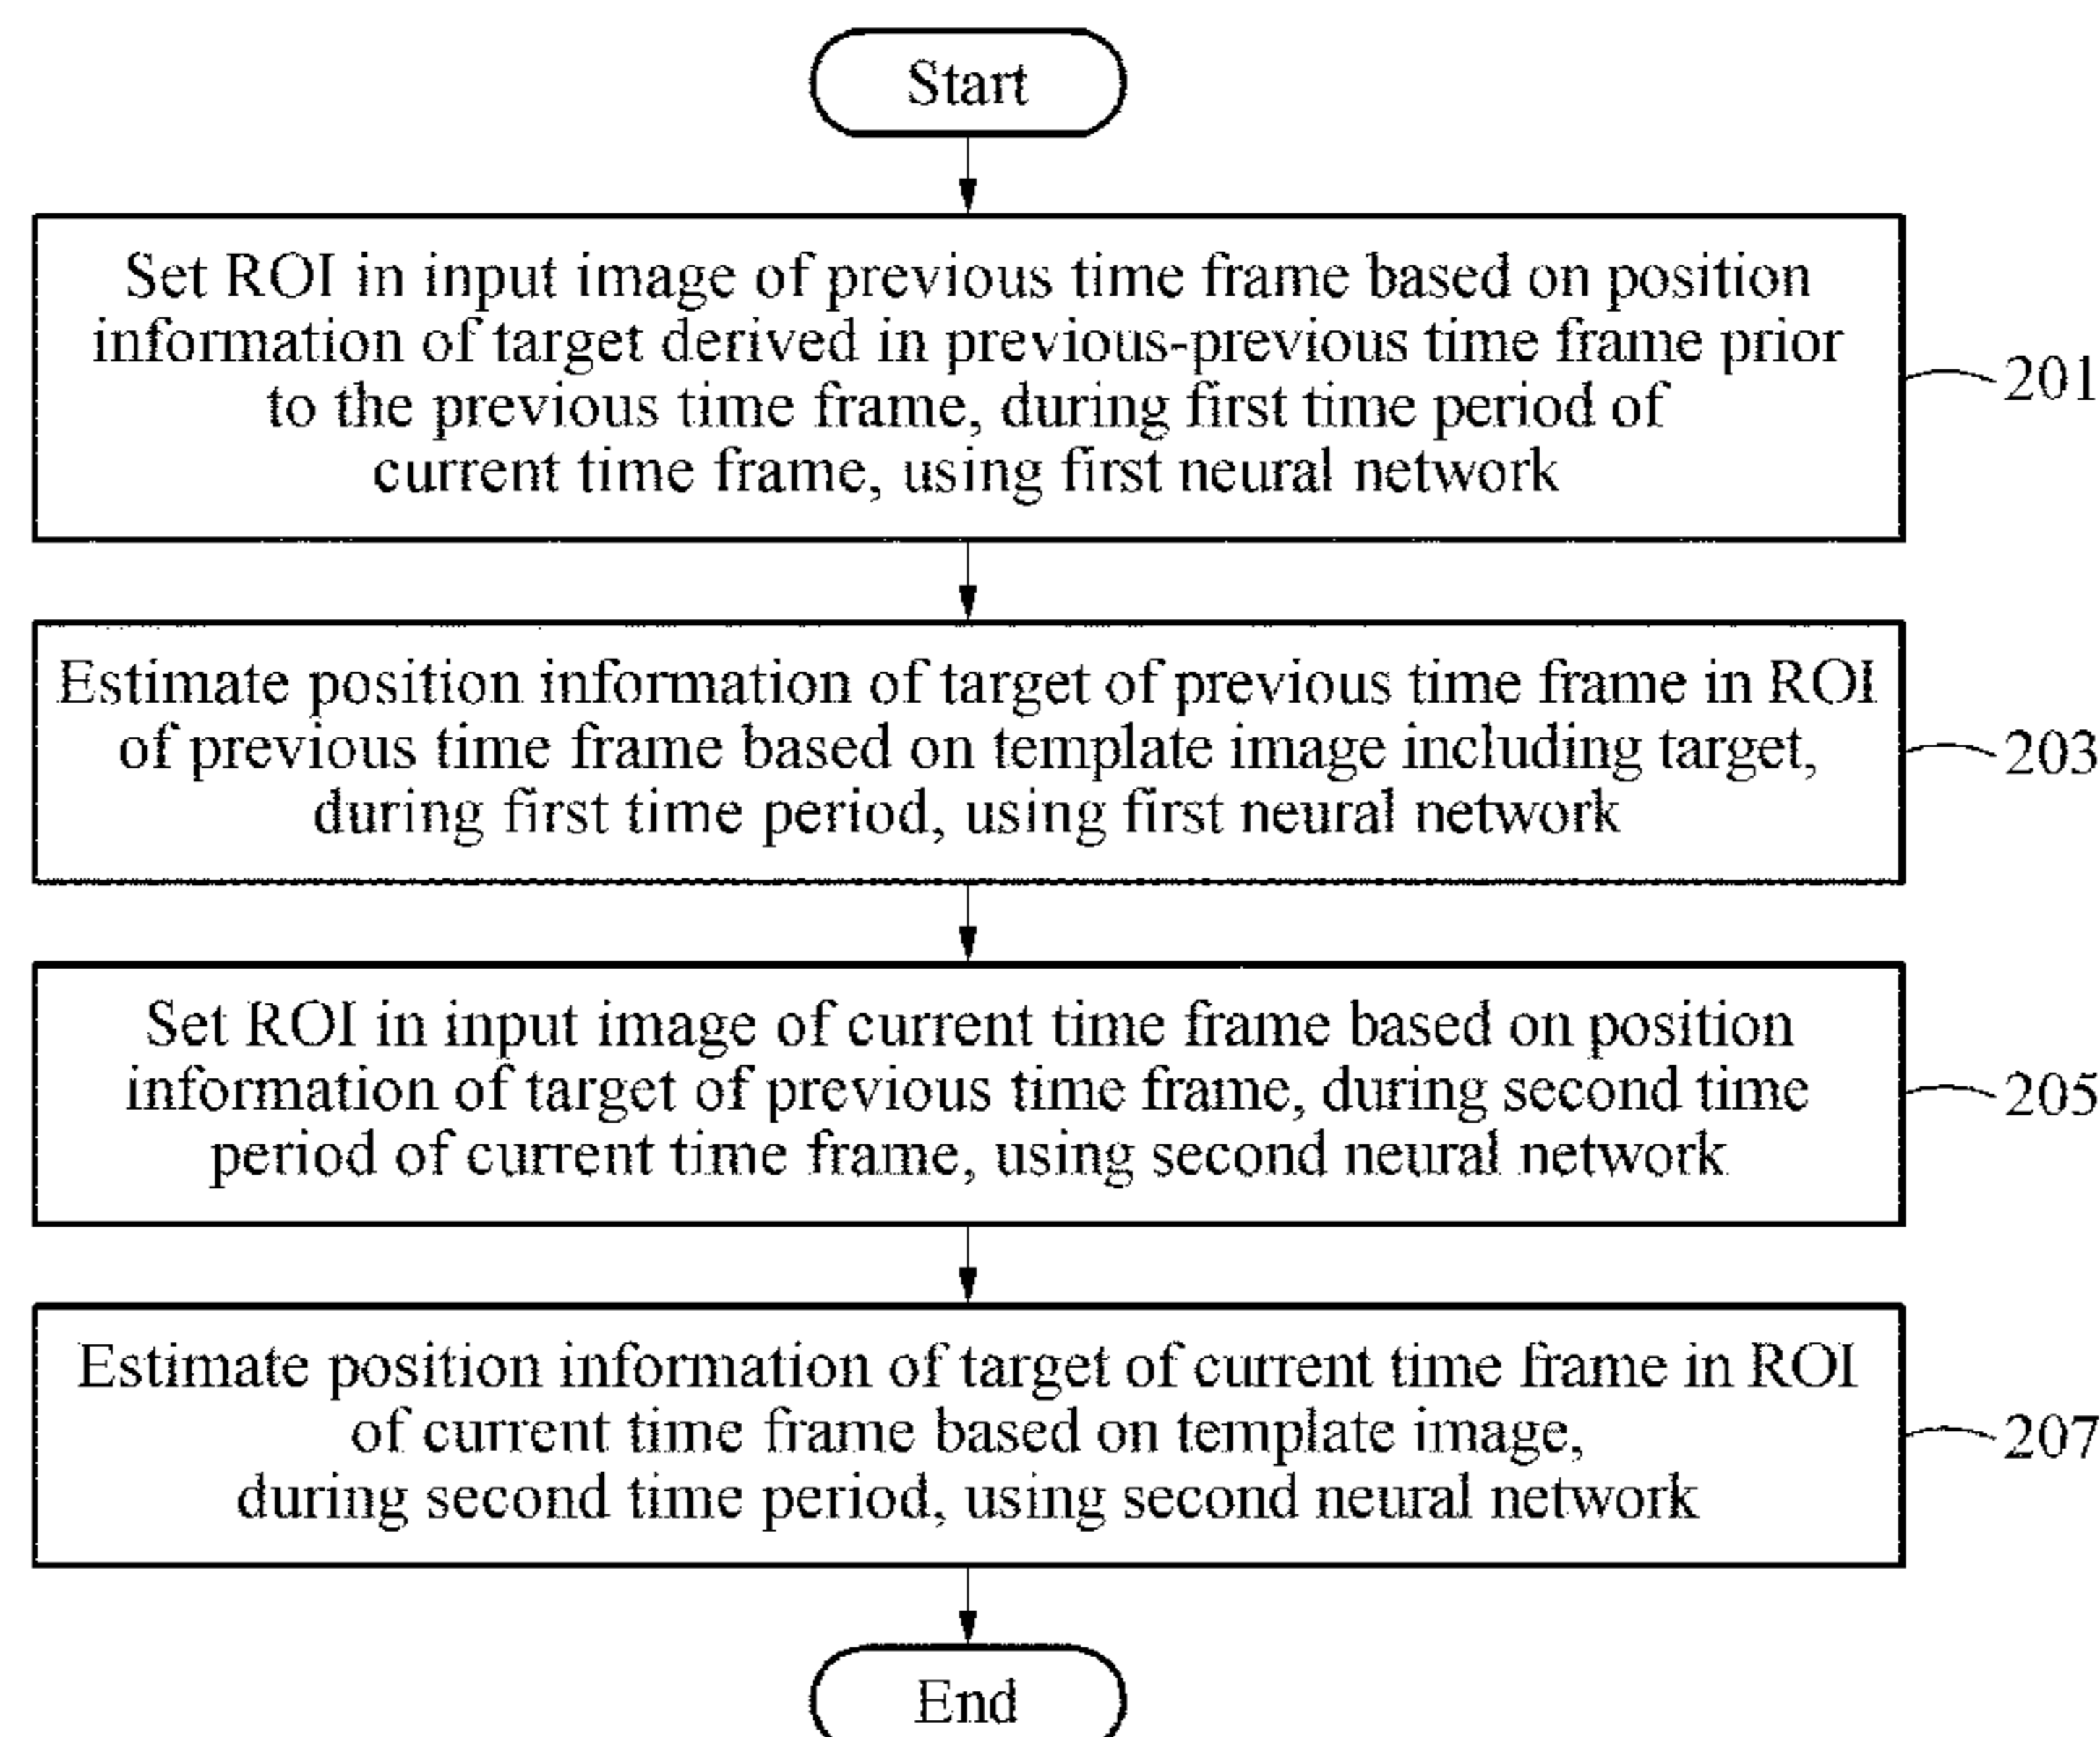 Start
Set ROI in input image of previous time frame based on position
information of target derived in previous-previous time frame prior
to the previous time frame, during first time period of
current time frame, using first neural network
201
Estimate position information of target of previous time frame in ROI
of previous time frame based on template image including target,
during first time period, using first neural network
203
Set ROI in input image of current time frame based on position
information of target of previous time frame, during second time
period of current time frame, using second neural network
205
Estimate position information of target of current time frame in ROI
of current time frame based on template image,
during second time period, using second neural network
207
End